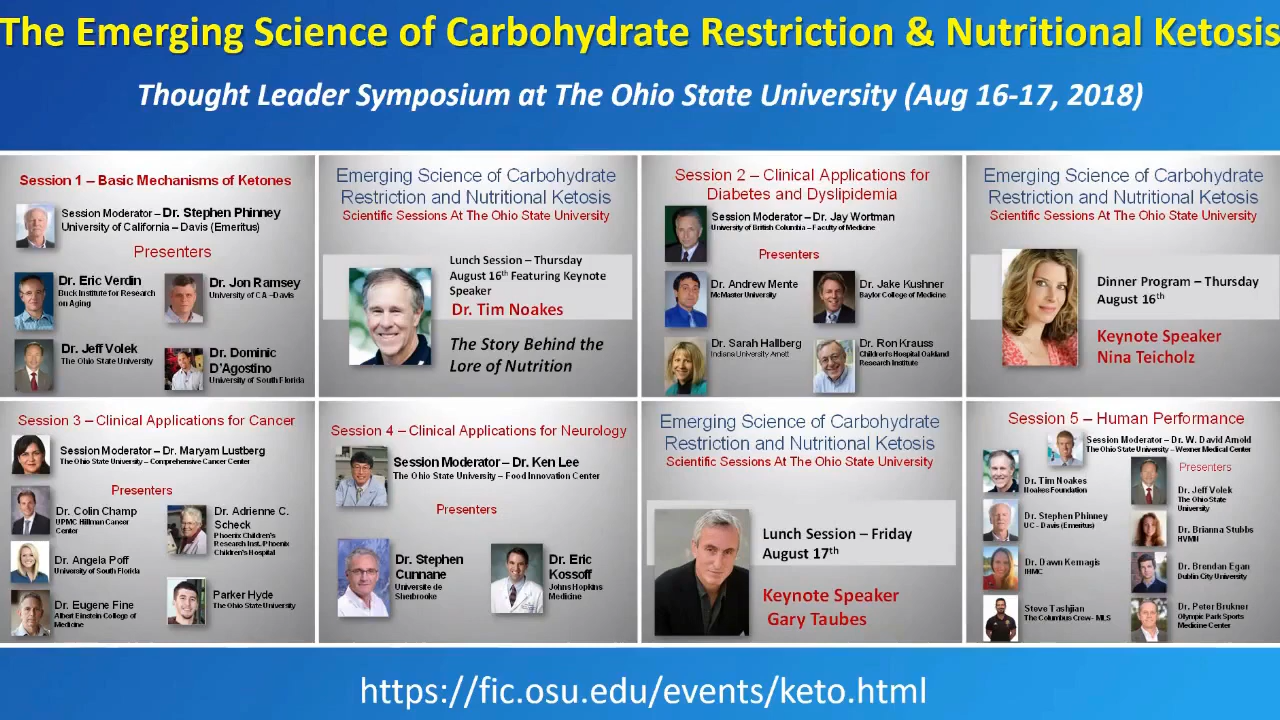 The Emerging Science of Carbohydrate Restriction & Nutritional Ketosis
Thought Leader Symposium at The Ohio State University (Aug 16-17, 2018)
Session 1 – Basic Mechanisms of Ketones
Session Moderator – Dr. Stephen Phinney
University of California – Davis (Emeritus)
Presenters
Dr. Eric Verdin
Buck Institute for Research
on Aging
Dr. Jon Ramsey
University of CA –Davis
Dr. Jeff Volek
The Ohio State University
Dr. Dominic
D'Agostino
University of South Florida
Emerging Science of Carbohydrate
Restriction and Nutritional Ketosis
Scientific Sessions At The Ohio State University
Lunch Session – Thursday
August 16th Featuring Keynote
Speaker
Dr. Tim Noakes
The Story Behind the
Lore of Nutrition
Session 2 – Clinical Applications for
Diabetes and Dyslipidemia
Session Moderator – Dr. Jay Wortman
University of British Columbia – Faculty of Medicine
Presenters
Dr. Andrew Mente
McMaster University
Dr. Jake Kushner
Baylor College of Medicine
Dr. Sarah Hallberg
Indiana University Arnett
Dr. Ron Krauss
Children's Hospital Oakland
Research Institute
Emerging Science of Carbohydrate
Restriction and Nutritional Ketosis
Scientific Sessions At The Ohio State University
Dinner Program – Thursday
August 16th
Keynote Speaker
Nina Teicholz
Session 3 – Clinical Applications for Cancer
Session Moderator – Dr. Maryam Lustberg
The Ohio State University – Comprehensive Cancer Center
Presenters
Dr. Colin Champ
UPMC Hillman Cancer
Center
Dr. Adrienne C.
Scheck
Phoenix Children's
Research Inst. /Phoenix
Children's Hospital
Dr. Angela Poff
University of South Florida
Dr. Eugene Fine
Albert Einstein College of
Medicine
Parker Hyde
The Ohio State University
Session 4 – Clinical Applications for Neurology
Session Moderator – Dr. Ken Lee
The Ohio State University – Food Innovation Center
Presenters
Dr. Stephen
Cunnane
Universite de
Sherbrooke
Dr. Eric
Kossoff
Johns Hopkins
Medicine
Emerging Science of Carbohydrate
Restriction and Nutritional Ketosis
Scientific Sessions At The Ohio State University
Lunch Session – Friday
August 17th
Keynote Speaker
Gary Taubes
Session 5 – Human Performance
Session Moderator – Dr. W. David Arnold
The Ohio State University – Wexner Medical Center
Presenters
Dr. Tim Noakes
Noakes Foundation
Dr. Jeff Volek
The Ohio State
University
Dr. Stephen Phinney
UC - Davis (Emeritus)
Dr. Brianna Stubbs
HVMN
Dr. Dawn Kernagis
IHMC
Dr. Brendan Egan
Dublin City University
Steve Tashjian
The Columbus Crew- MLS
Dr. Peter Brukner
Olympic Park Sports
Medicine Center
https://fic.osu.edu/events/keto.html